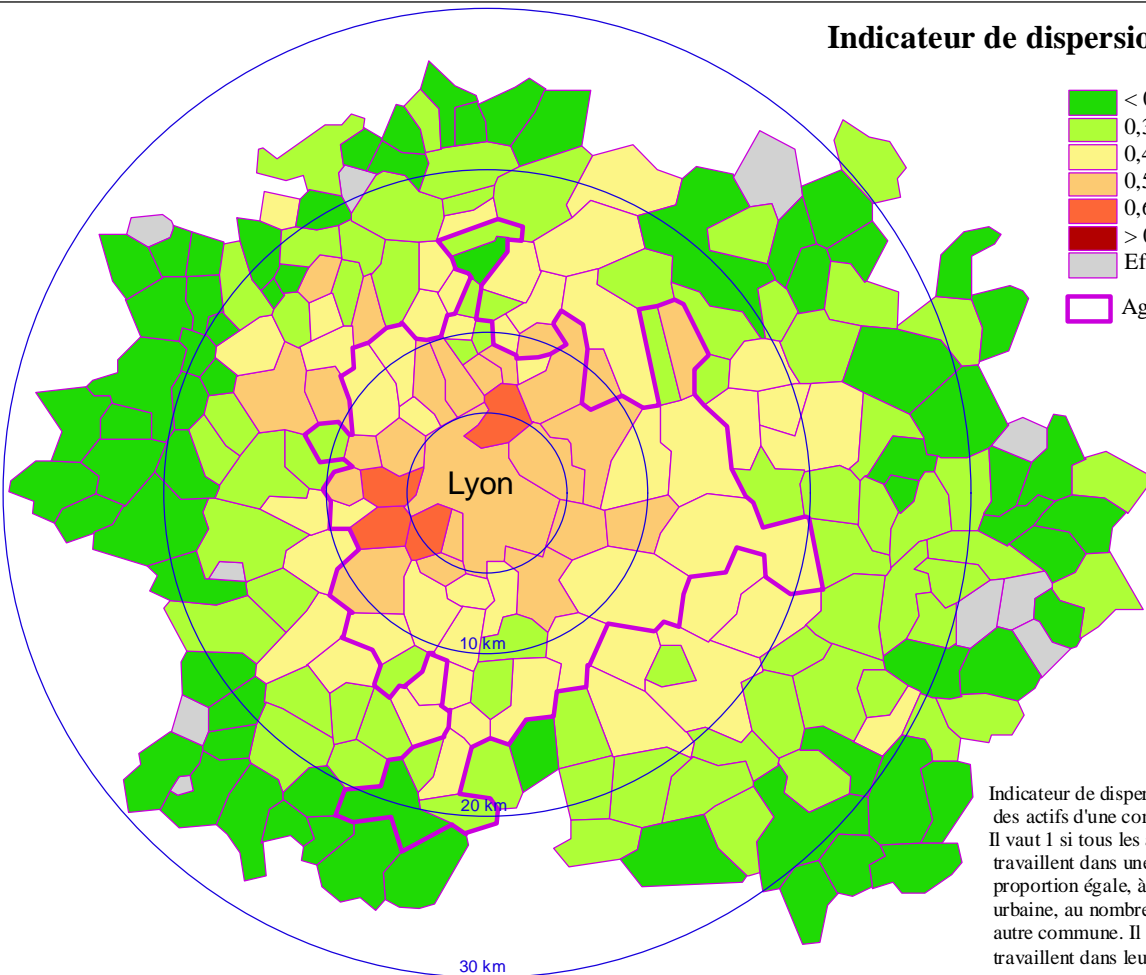 Indicateur de dispersio
< 0
0,3
0,4
0,5
0,6
> 0
Ef
Ag
Lyon
10 km
20 km
30 km
Indicateur de disper
des actifs d'une co
Il vaut 1 si tous les
travaillent dans une
proportion égale, à
urbaine, au nombre
autre commune. Il
travaillent dans leu